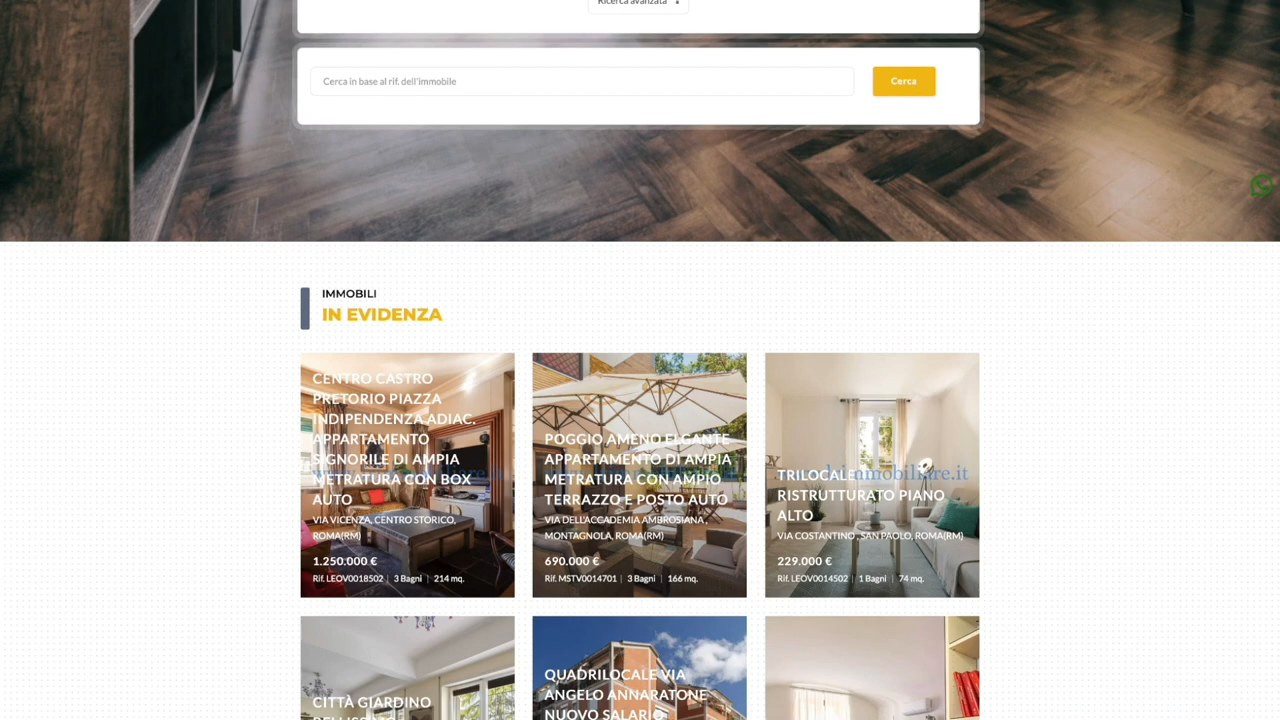 Ricerca avanzata
Cerca in base al rif. dell'immobile
Cerca
IMMOBILI
IN EVIDENZA
CENTRO CASTRO
PRETORIO PIAZZA
INDIPENDENZA ADIAC.
APPARTAMENTO
SIGNORILE DI AMPIA
METRATURA CON BOX
AUTO
VIA VICENZA, CENTRO STORICO,
ROMA(RM)
1.250.000 €
Rif. LEOV0018502 | 3 Bagni | 214 mq.
POGGIO AMENO ELGANTE
APPARTAMENTO DI AMPIA
METRATURA CON AMPIO
TERRAZZO E POSTO AUTO
VIA DELL'ACCADEMIA AMBROSIANA ,
MONTAGNOLA, ROMA(RM)
690.000 €
Rif. MSTV0014701 | 3 Bagni | 166 mq.
TRILOCALE
RISTRUTTURATO PIANO
ALTO
VIA COSTANTINO , SAN PAOLO, ROMA(RM)
229.000 €
Rif. LEOV0014502 | 1 Bagni | 74 mq.
CITTÀ GIARDINO
BELLISSIMO
QUADRILOCALE VIA
ANGELO ANNARATONE
NUOVO SALARIO